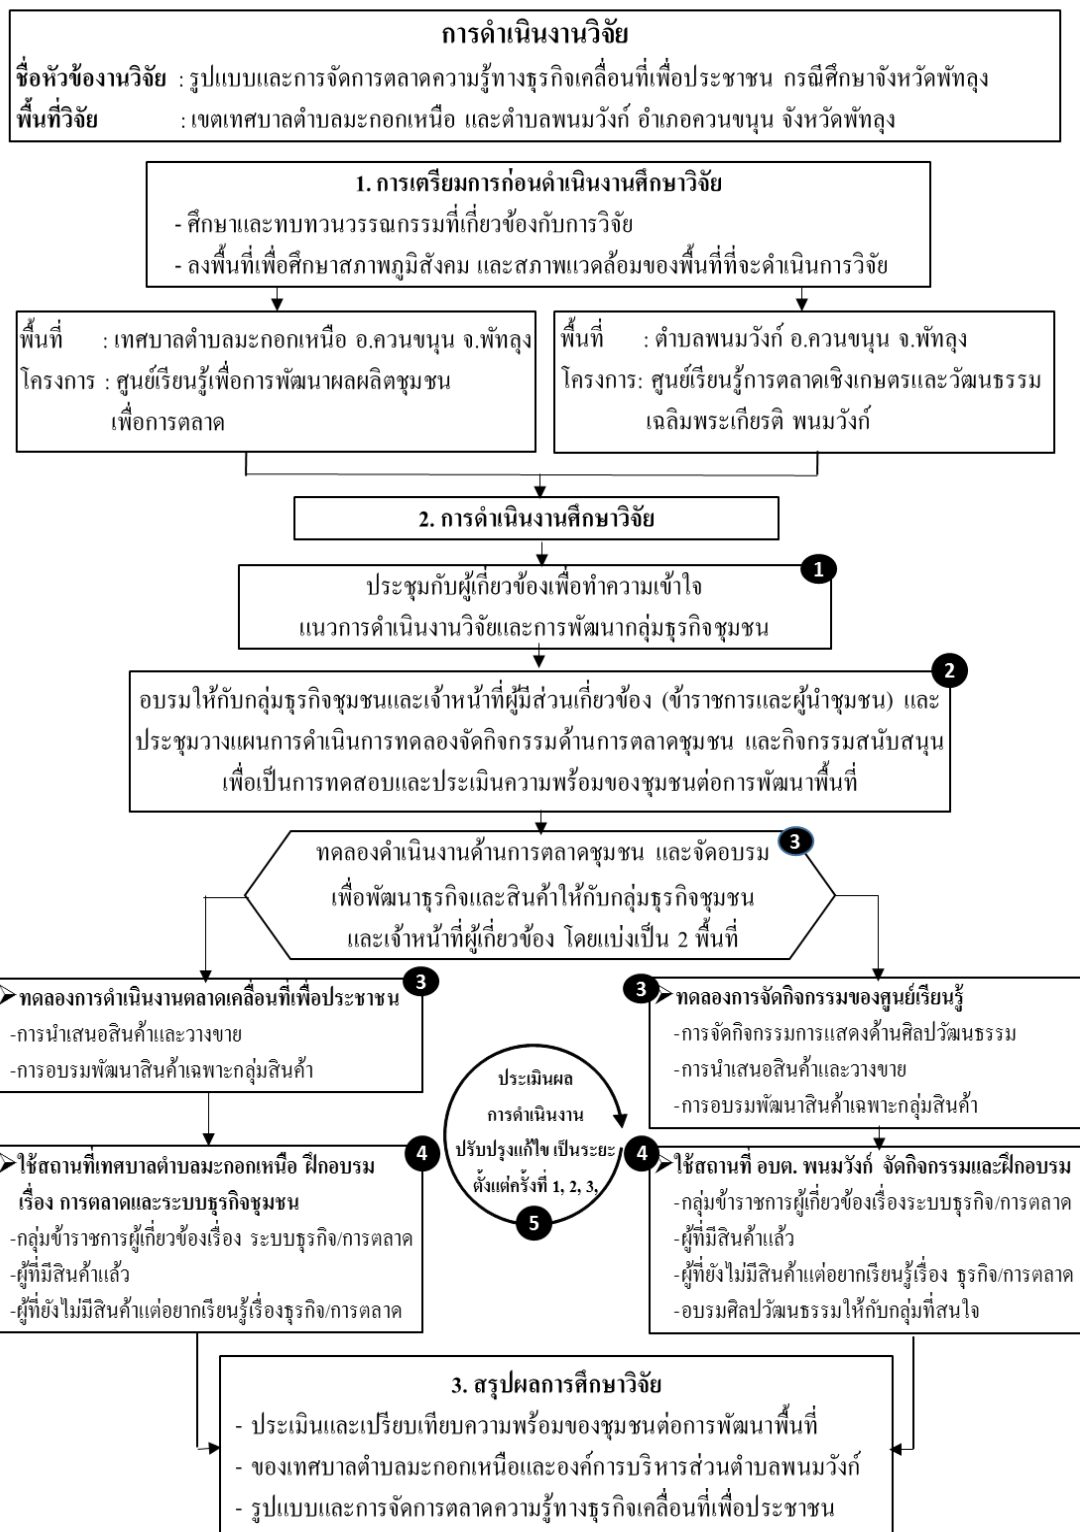 การดำเนินงานวิจัย
ชื่อหัวข้องานวิจัย : รูปแบบและการจัดการตลาดความรู้ทางธุรกิจเคลื่อนที่เพื่อประชาชน กรณีศึกษาจังหวัดพัทลุง
พื้นที่วิจัย : เขตเทศบาลตำบลมะกอกเหนือ และตำบลพนมวังก์ อำเภอควนขนุน จังหวัดพัทลุง
1. การเตรียมการก่อนดำเนินงานศึกษาวิจัย
- ศึกษาและทบทวนวรรณกรรมที่เกี่ยวข้องกับการวิจัย
- ลงพื้นที่เพื่อศึกษาสภาพภูมิสังคม และสภาพแวดล้อมของพื้นที่ที่จะดำเนินการวิจัย
พื้นที่ : เทศบาลตำบลมะกอกเหนือ อ.ควนขนุน จ.พัทลุง
โครงการ : ศูนย์เรียนรู้เพื่อการพัฒนาผลผลิตชุมชน
เพื่อการตลาด
พื้นที่ : ตำบลพนมวังก์ อ.ควนขนุน จ.พัทลุง
โครงการ: ศูนย์เรียนรู้การตลาดเชิงเกษตรและวัฒนธรรม
เฉลิมพระเกียรติ พนมวังก์
2. การดำเนินงานศึกษาวิจัย
1
ประชุมกับผู้เกี่ยวข้องเพื่อทำความเข้าใจ
แนวการดำเนินงานวิจัยและการพัฒนากลุ่มธุรกิจชุมชน
2
อบรมให้กับกลุ่มธุรกิจชุมชนและเจ้าหน้าที่ผู้มีส่วนเกี่ยวข้อง (ข้าราชการและผู้นำชุมชน) และ
ประชุมวางแผนการดำเนินการทดลองจัดกิจกรรมด้านการตลาดชุมชน และกิจกรรมสนับสนุน
เพื่อเป็นการทดสอบและประเมินความพร้อมของชุมชนต่อการพัฒนาพื้นที่
3
ทดลองดำเนินงานด้านการตลาดชุมชน และจัดอบรม
เพื่อพัฒนาธุรกิจและสินค้าให้กับกลุ่มธุรกิจชุมชน
และเจ้าหน้าที่ผู้เกี่ยวข้อง โดยแบ่งเป็น 2 พื้นที่
3
➢ทดลองการดำเนินงานตลาดเคลื่อนที่เพื่อประชาชน
-การนำเสนอสินค้าและวางขาย
-การอบรมพัฒนาสินค้าเฉพาะกลุ่มสินค้า
3
➢ทดลองการจัดกิจกรรมของศูนย์เรียนรู้
-การจัดกิจกรรมการแสดงด้านศิลปวัฒนธรรม
-การนำเสนอสินค้าและวางขาย
-การอบรมพัฒนาสินค้าเฉพาะกลุ่มสินค้า
ประเมินผล
การดำเนินงาน
ปรับปรุงแก้ไข เป็นระยะ
ตั้งแต่ครั้งที่ 1, 2, 3,
5
4
➢ใช้สถานที่เทศบาลตำบลมะกอกเหนือ ฝึกอบรม
เรื่อง การตลาดและระบบธุรกิจชุมชน
-กลุ่มข้าราชการผู้เกี่ยวข้องเรื่อง ระบบธุรกิจ/การตลาด
-ผู้ที่มีสินค้าแล้ว
-ผู้ที่ยังไม่มีสินค้าแต่อยากเรียนรู้เรื่องธุรกิจ/การตลาด
4
➢ใช้สถานที่ อบต. พนมวังก์ จัดกิจกรรมและฝึกอบรม
-กลุ่มข้าราชการผู้เกี่ยวข้องเรื่องระบบธุรกิจ/การตลาด
-ผู้ที่มีสินค้าแล้ว
-ผู้ที่ยังไม่มีสินค้าแต่อยากเรียนรู้เรื่อง ธุรกิจ/การตลาด
-อบรมศิลปวัฒนธรรมให้กับกลุ่มที่สนใจ
3. สรุปผลการศึกษาวิจัย
- ประเมินและเปรียบเทียบความพร้อมของชุมชนต่อการพัฒนาพื้นที่
- ของเทศบาลตำบลมะกอกเหนือและองค์การบริหารส่วนตำบลพนมวังก์
- รูปแบบและการจัดการตลาดความรู้ทางธุรกิจเคลื่อนที่เพื่อประชาชน